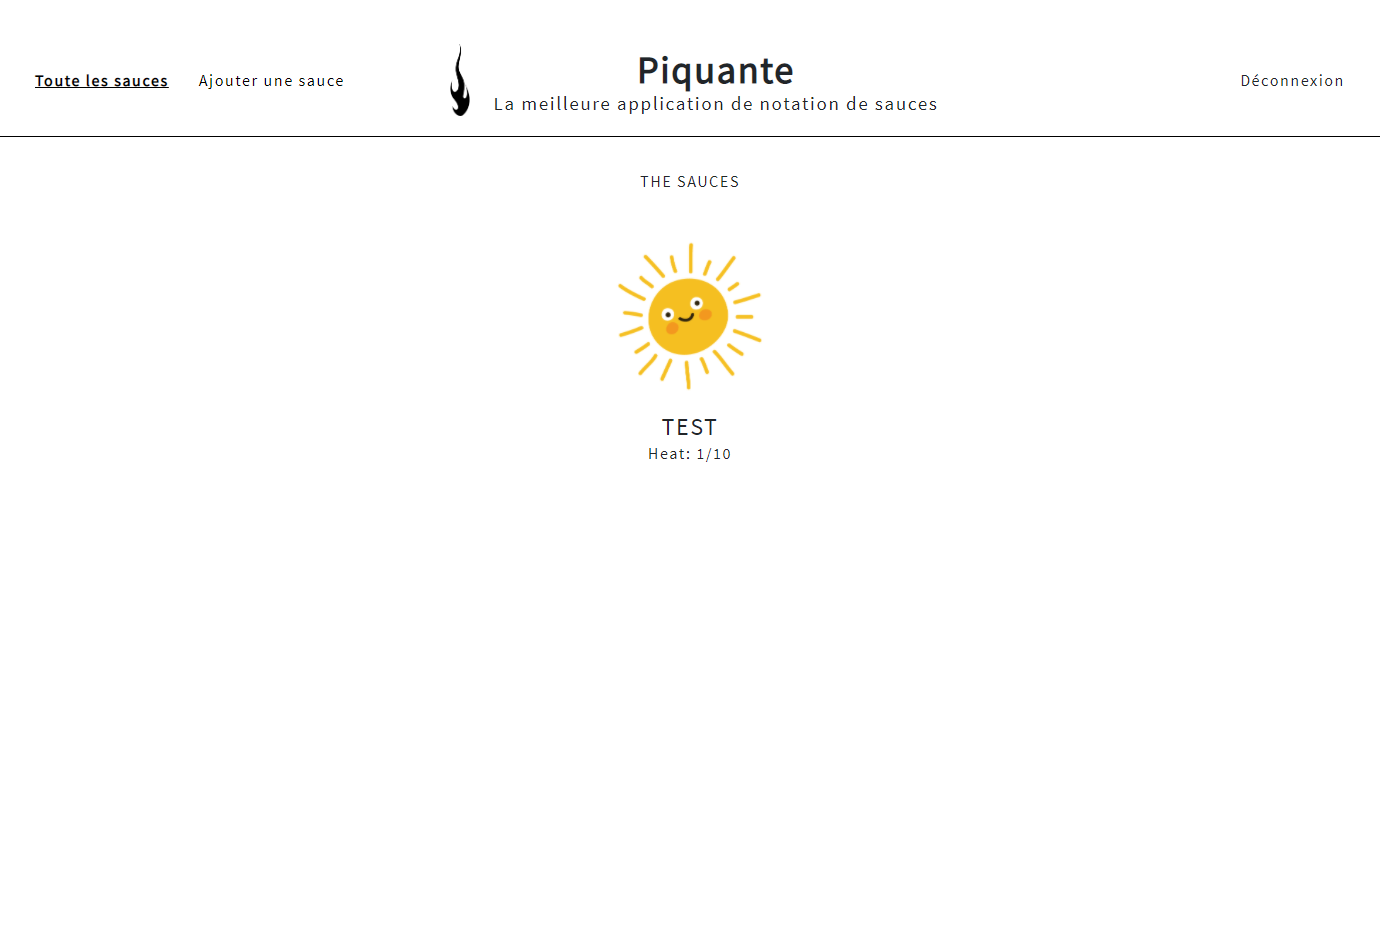 Toute les sauces
Ajouter une sauce
Piquante
La meilleure application de notation de sauces
Déconnexion
THE SAUCES
TEST
Heat: 1/10